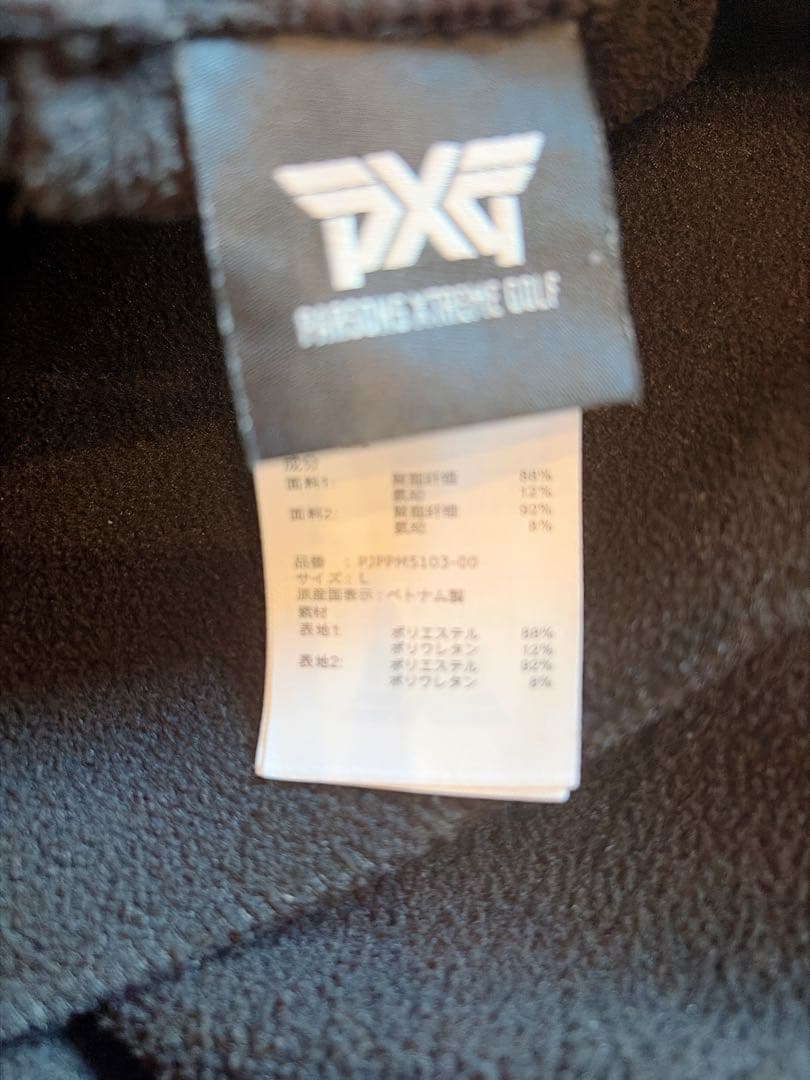 PXG
PARSONS XTREME GOLF
成分
面料1: 聚酯纤维 88%
氨纶 12%
面料2: 聚酯纤维 92%
氨纶 8%
品番 : PJPPM5103-00
サイズ : L
原産国表示 : ベトナム製
素材
表地1: ポリエステル 88%
ポリウレタン 12%
表地2: ポリエステル 92%
ポリウレタン 8%